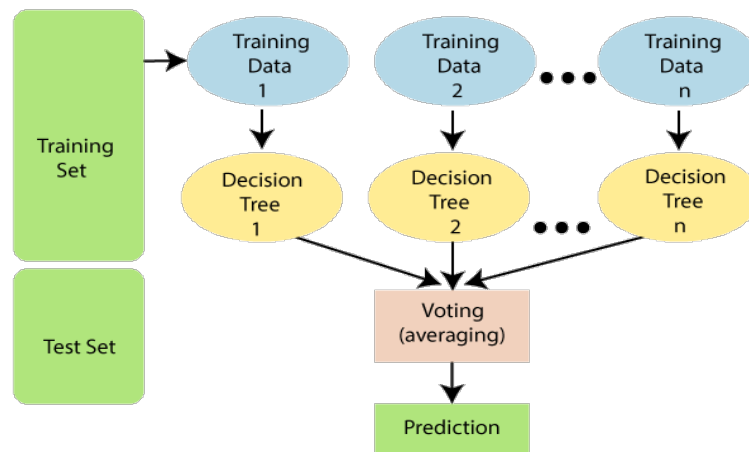 Training
Set
Test Set
Training
Data
1
Training
Data
2
Training
Data
n
Decision
Tree
1
Decision
Tree
2
Decision
Tree
n
Voting
(averaging)
Prediction